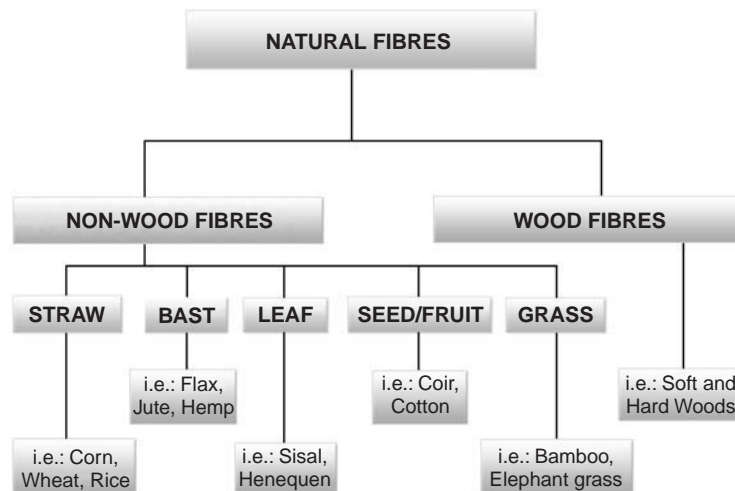 NATURAL FIBRES
NON-WOOD FIBRES
WOOD FIBRES
STRAW
BAST
LEAF
SEED/FRUIT
GRASS
i.e.: Flax,
Jute, Hemp
i.e.: Coir,
Cotton
i.e.: Soft and
Hard Woods
i.e.: Corn,
Wheat, Rice
i.e.: Sisal,
Henequen
i.e.: Bamboo,
Elephant grass